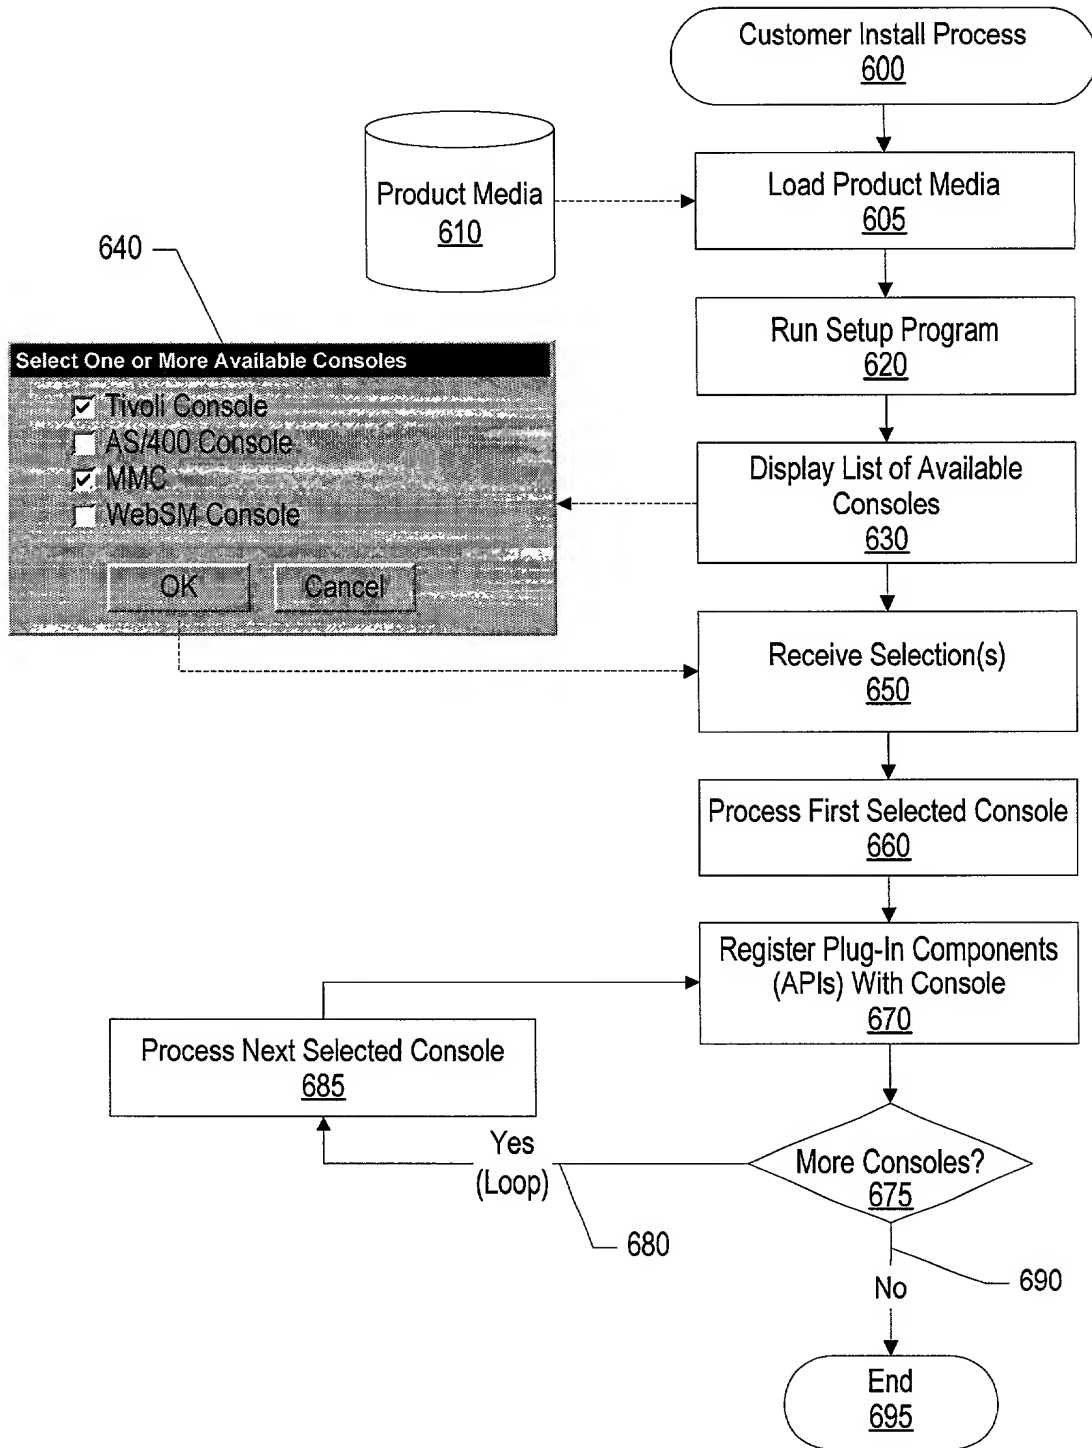 Customer Install Process
600
Product Media
610
Load Product Media
605
640
Run Setup Program
620
Select One or More Available Consoles
Tivoli Console
AS/400 Console
MMC
WebSM Console
OK
Cancel
Display List of Available
Consoles
630
Receive Selection(s)
650
Process First Selected Console
660
Register Plug-In Components
(APIs) With Console
670
Process Next Selected Console
685
Yes
(Loop)
More Consoles?
675
680
690
No
End
695